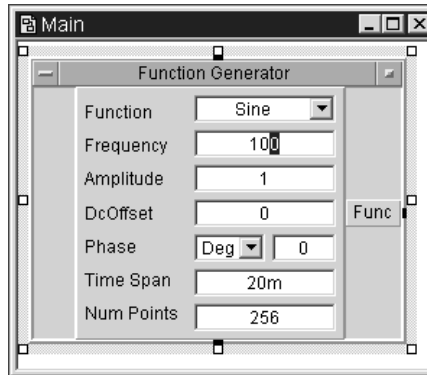 Main
Function Generator
Function Sine
Frequency 100
Amplitude 1
DcOffset 0 Func
Phase Deg 0
Time Span 20m
Num Points 256